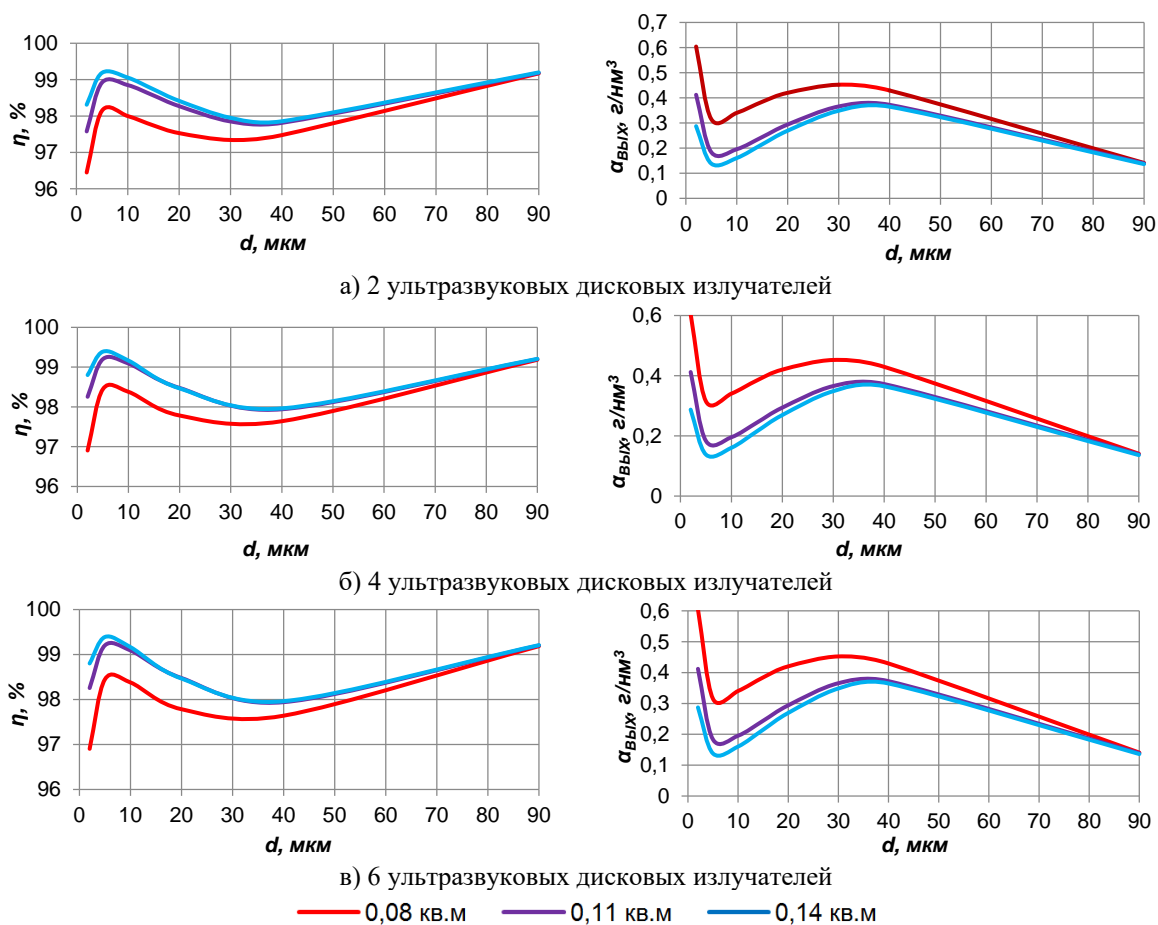 100
99
98
97
96
η, %
0 10 20 30 40 50 60 70 80 90
d, мкм
0,7
0,6
0,5
0,4
0,3
0,2
0,1
0
αВЫХ, г/нм³
0 10 20 30 40 50 60 70 80 90
d, мкм
а) 2 ультразвуковых дисковых излучателей
100
99
98
97
96
η, %
0 10 20 30 40 50 60 70 80 90
d, мкм
0,6
0,4
0,2
0
αВЫХ, г/нм³
0 10 20 30 40 50 60 70 80 90
d, мкм
б) 4 ультразвуковых дисковых излучателей
100
99
98
97
96
η, %
0 10 20 30 40 50 60 70 80 90
d, мкм
0,6
0,5
0,4
0,3
0,2
0,1
0
αВЫХ, г/нм³
0 10 20 30 40 50 60 70 80 90
d, мкм
в) 6 ультразвуковых дисковых излучателей
0,08 кв.м 0,11 кв.м 0,14 кв.м